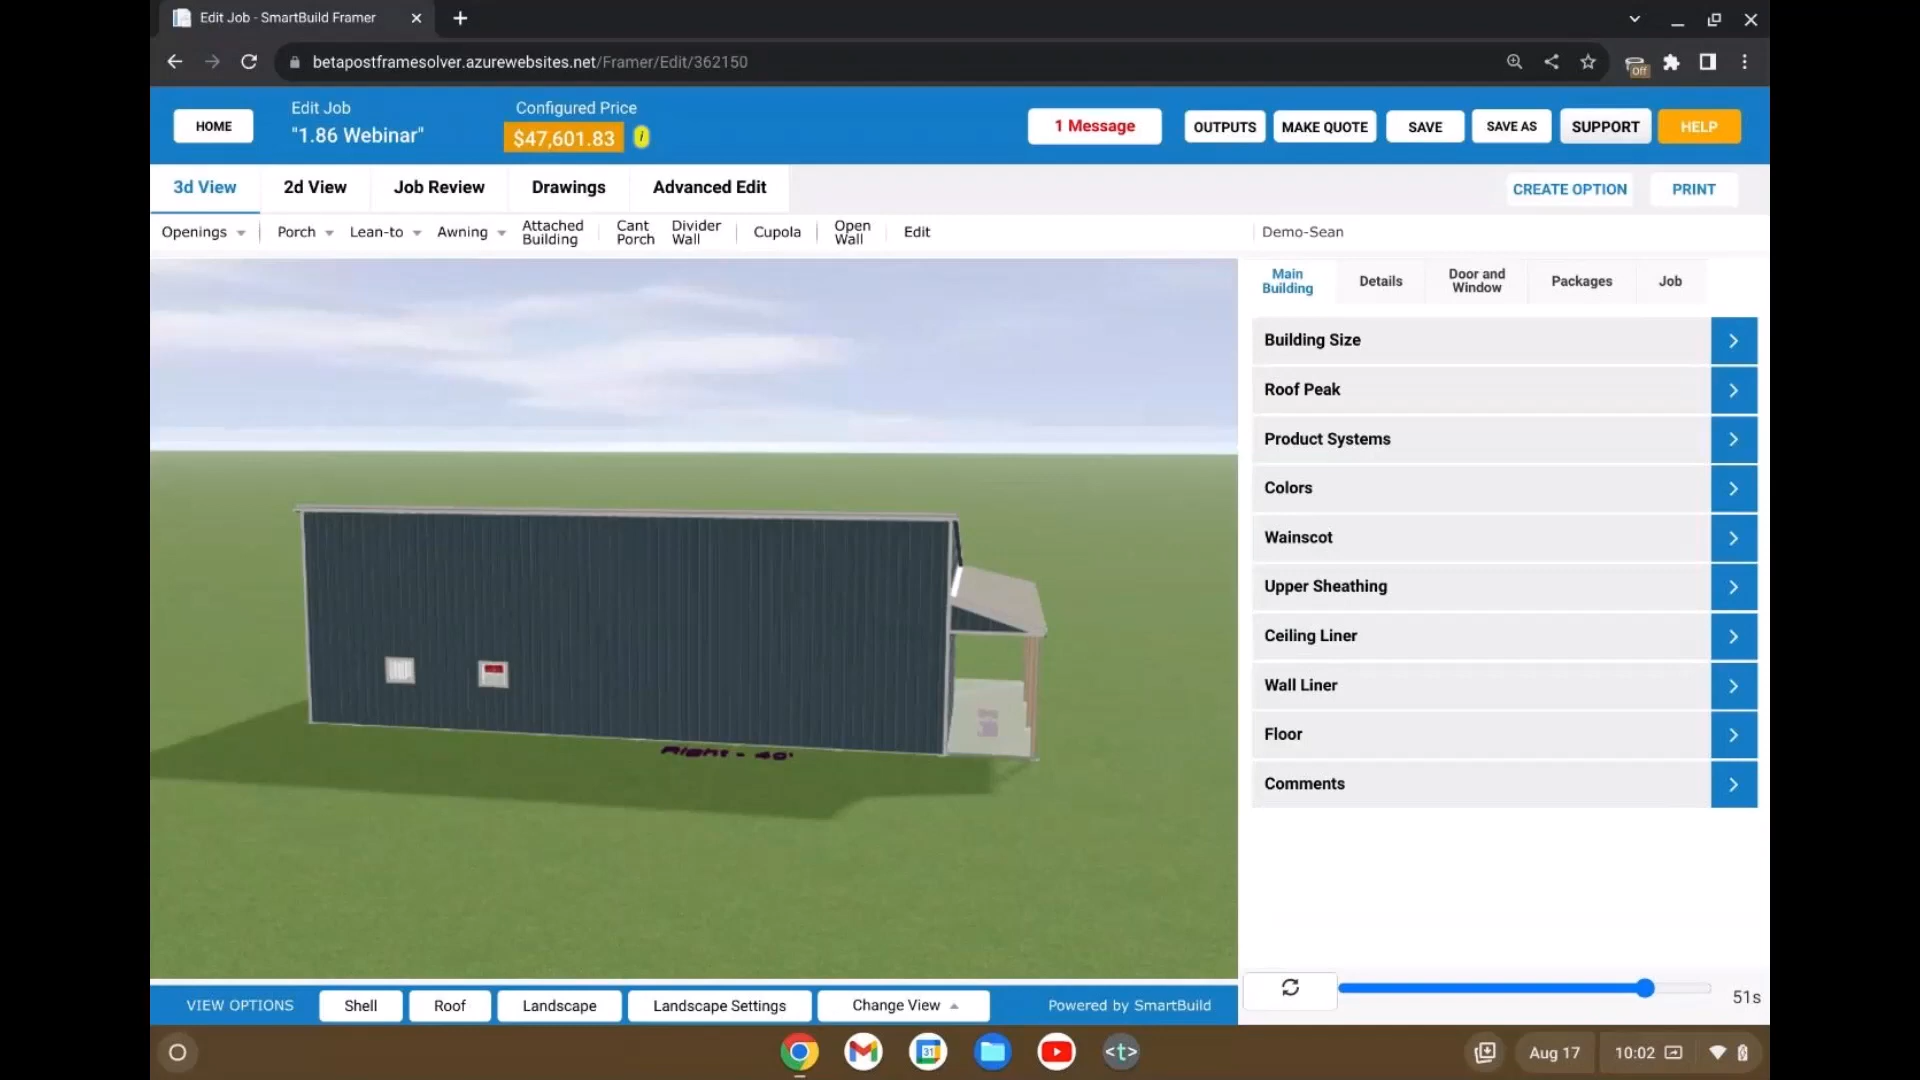 Edit Job - SmartBuild Framer
betapostframesolver.azurewebsites.net/Framer/Edit/362150
Off
HOME
Edit Job
"1.86 Webinar"
Configured Price
$47,601.83
i
1 Message
OUTPUTS
MAKE QUOTE
SAVE
SAVE AS
SUPPORT
HELP
3d View
2d View
Job Review
Drawings
Advanced Edit
CREATE OPTION
PRINT
Openings
Porch
Lean-to
Awning
Attached
Building
Cant
Porch
Divider
Wall
Cupola
Open
Wall
Edit
Demo-Sean
Main
Building
Details
Door and
Window
Packages
Job
Building Size
Roof Peak
Product Systems
Colors
Wainscot
Upper Sheathing
Ceiling Liner
Wall Liner
Floor
Comments
Right - 40'
51s
VIEW OPTIONS
Shell
Roof
Landscape
Landscape Settings
Change View
Powered by SmartBuild
31
<t>
Aug 17
10:02